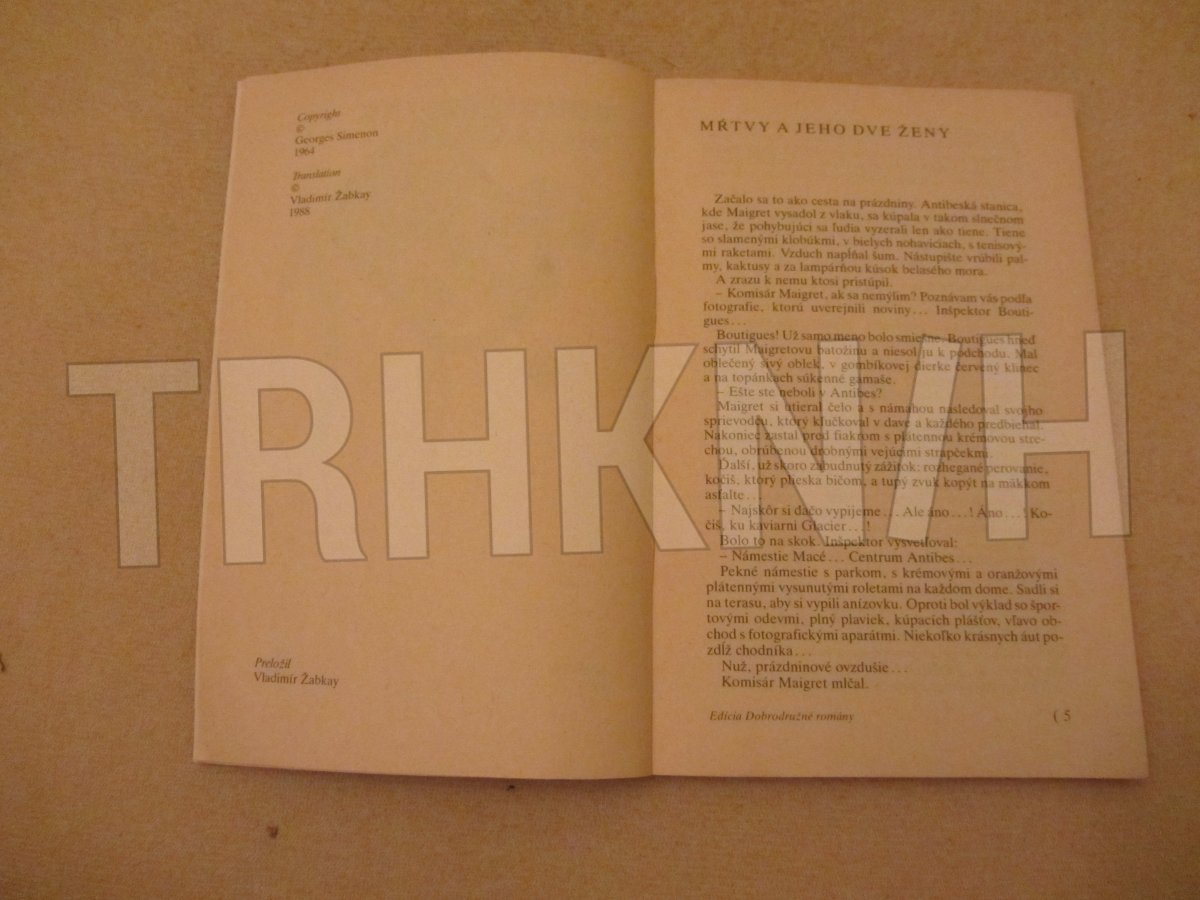 Copyright
©
Georges Simenon
1964
Translation
©
Vladimír Žabkay
1988
Preložil
Vladimír Žabkay
MŔTVY A JEHO DVE ŽENY
Začalo sa to ako cesta na prázdniny. Antibeská stanica,
kde Maigret vysadol z vlaku, sa kúpala v takom slnečnom
jase, že pohybujúci sa ľudia vyzerali len ako tiene. Tiene
so slamenými klobúkmi, v bielych nohaviciach, s tenisový-
mi raketami. Vzduch napĺňal šum. Nástupište vrúbili pal-
my, kaktusy a za lampárňou kúsok belasého mora.
A zrazu k nemu ktosi pristúpil.
– Komisár Maigret, ak sa nemýlim? Poznávam vás podľa
fotografie, ktorú uverejnili noviny... Inšpektor Bouti-
gues...
Boutigues! Už samo meno bolo smiešne. Boutigues hneď
schytil Maigretovu batožinu a niesol ju k podchodu. Mal
oblečený sivý oblek, v gombíkovej dierke červený klinec
a na topánkach súkenné gamaše.
– Ešte ste neboli v Antibes?
Maigret si utieral čelo a s námahou nasledoval svojho
sprievodcu, ktorý kľučkoval v dave a každého predbiehal.
Nakoniec zastal pred fiakrom s plátennou krémovou stre-
chou, obrúbenou drobnými vejúcimi strapčekmi.
Ďalší, už skoro zabudnutý zážitok: rozhegané perovanie,
kočiš, ktorý plieska bičom, a tupý zvuk kopýt na mäkkom
asfalte...
– Najskôr si dačo vypijeme... Ale áno...! Áno...! Ko-
čiš, ku kaviarni Glacier...!
Bolo to na skok. Inšpektor vysvetľoval:
– Námestie Macé... Centrum Antibes...
Pekné námestie s parkom, s krémovými a oranžovými
plátennými vysunutými roletami na každom dome. Sadli si
na terasu, aby si vypili anízovku. Oproti bol výklad so špor-
tovými odevmi, plný plaviek, kúpacích plášťov, vľavo ob-
chod s fotografickými aparátmi. Niekoľko krásnych áut po-
zdĺž chodníka...
Nuž, prázdninové ovzdušie...
Komisár Maigret mlčal.
Edícia Dobrodružné romány ( 5
TRHKNÍH